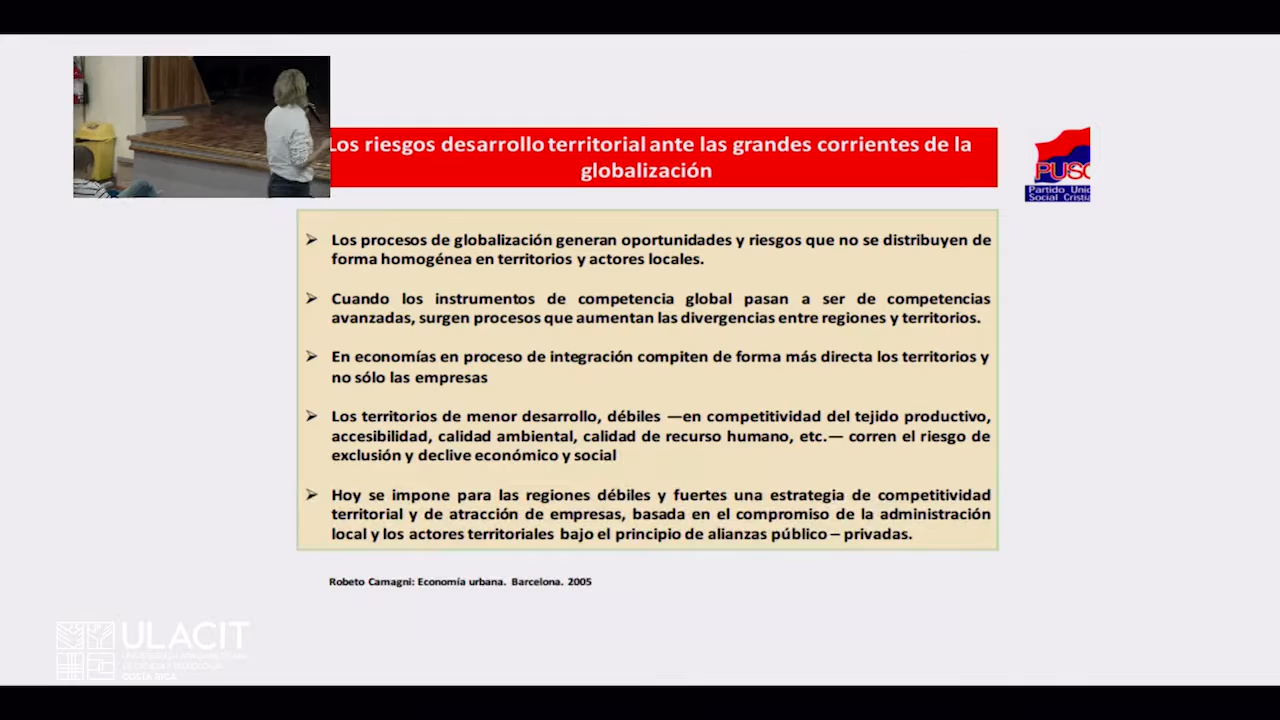 Los riesgos desarrollo territorial ante las grandes corrientes de la
globalización
PUSC
Partido Unid
Social Cristia
Los procesos de globalización generan oportunidades y riesgos que no se distribuyen de
forma homogénea en territorios y actores locales.
Cuando los instrumentos de competencia global pasan a ser de competencias
avanzadas, surgen procesos que aumentan las divergencias entre regiones y territorios.
En economías en proceso de integración compiten de forma más directa los territorios y
no sólo las empresas
Los territorios de menor desarrollo, débiles —en competitividad del tejido productivo,
accesibilidad, calidad ambiental, calidad de recurso humano, etc.— corren el riesgo de
exclusión y declive económico y social
Hoy se impone para las regiones débiles y fuertes una estrategia de competitividad
territorial y de atracción de empresas, basada en el compromiso de la administración
local y los actores territoriales bajo el principio de alianzas público – privadas.
Robeto Camagni: Economía urbana. Barcelona. 2005
ULACIT
COSTA RICA